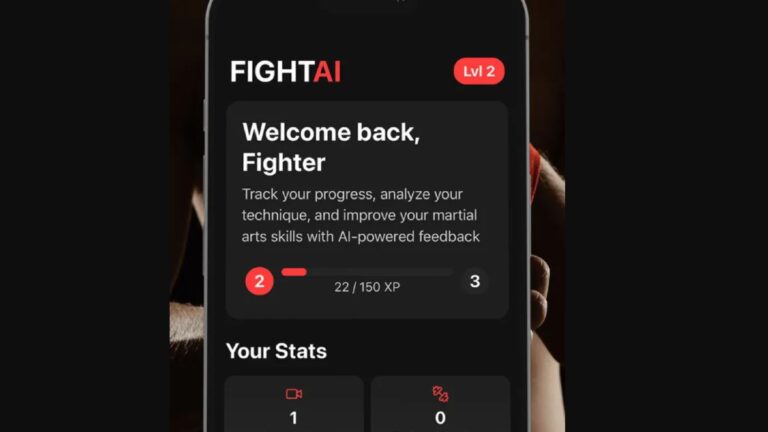 FIGHTAI
Lvl 2
Welcome back,
Fighter
Track your progress, analyze your
technique, and improve your martial
arts skills with AI-powered feedback
2
22 / 150 XP
3
Your Stats
1
0